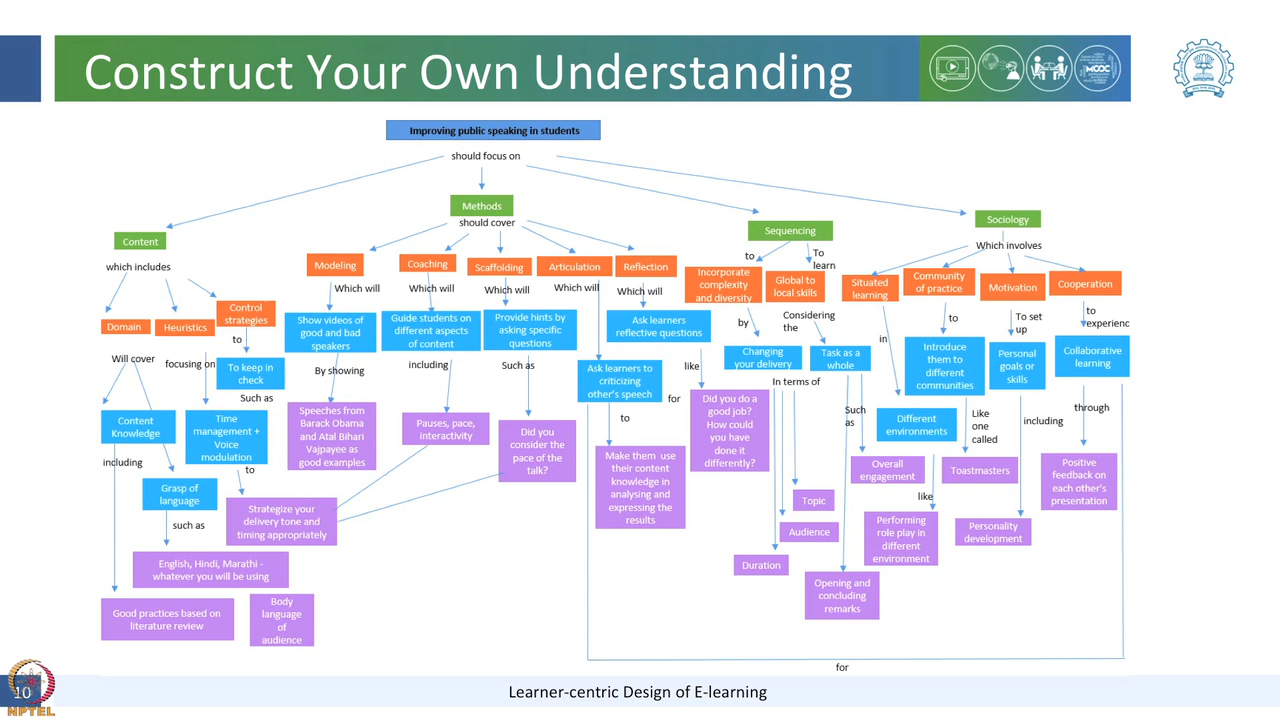 Construct Your Own Understanding
MOOC
Improving public speaking in students
should focus on
Content
which includes
Domain
Heuristics
Control
strategies
Will cover
focusing on
to
To keep in
check
Such as
Content
Knowledge
including
Time
management +
Voice
modulation
to
Grasp of
language
such as
Strategize your
delivery tone and
timing appropriately
English, Hindi, Marathi -
whatever you will be using
Good practices based on
literature review
Body
language
of
audience
Methods
should cover
Modeling
Which will
Show videos of
good and bad
speakers
By showing
Speeches from
Barack Obama
and Atal Bihari
Vajpayee as
good examples
Coaching
Which will
Guide students on
different aspects
of content
including
Pauses, pace,
interactivity
Scaffolding
Which will
Provide hints by
asking specific
questions
Such as
Did you
consider the
pace of the
talk?
Articulation
Which will
Ask learners to
criticizing
other's speech
to
for
Make them use
their content
knowledge in
analysing and
expressing the
results
Reflection
Which will
Ask learners
reflective questions
like
Did you do a
good job?
How could
you have
done it
differently?
Sequencing
to
To
learn
Incorporate
complexity
and diversity
by
Changing
your delivery
In terms of
Topic
Audience
Duration
Global to
local skills
Considering
the
Task as a
whole
Such
as
Overall
engagement
Opening and
concluding
remarks
Sociology
Which involves
Situated
learning
in
Different
environments
like
Performing
role play in
different
environment
Community
of practice
to
Introduce
them to
different
communities
Like
one
called
Toastmasters
Motivation
To set
up
Personal
goals or
skills
including
Personality
development
Cooperation
to
experienc
Collaborative
learning
through
Positive
feedback on
each other's
presentation
for
10
NPTEL
Learner-centric Design of E-learning